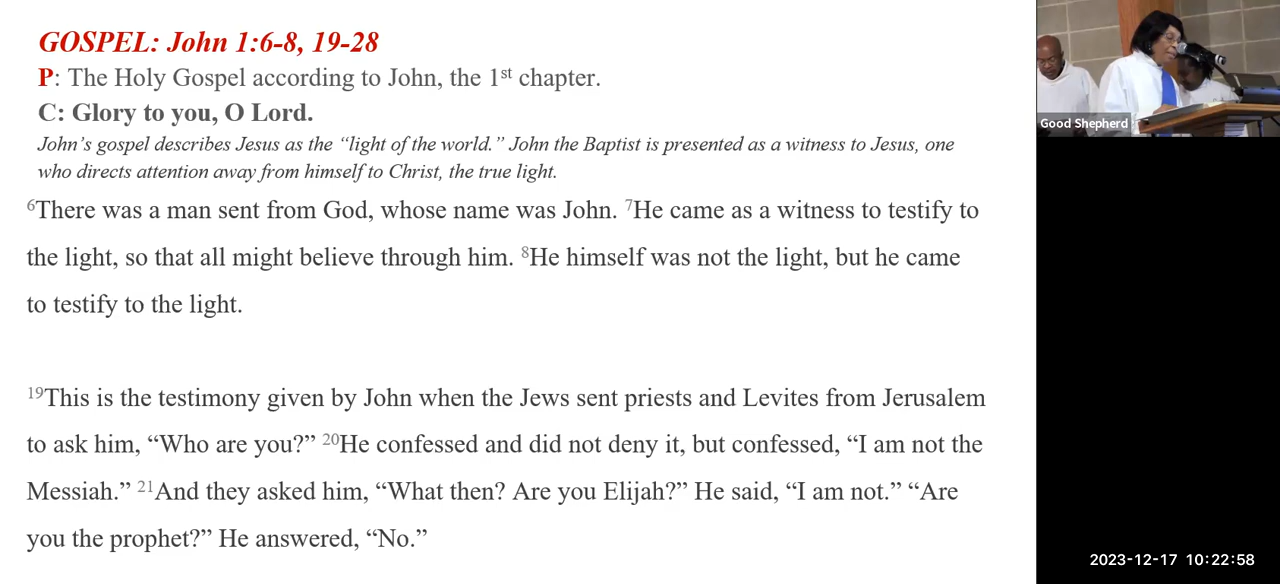 GOSPEL: John 1:6-8, 19-28
P: The Holy Gospel according to John, the 1st chapter.
C: Glory to you, O Lord.
John’s gospel describes Jesus as the “light of the world.” John the Baptist is presented as a witness to Jesus, one
who directs attention away from himself to Christ, the true light.
6There was a man sent from God, whose name was John. 7He came as a witness to testify to
the light, so that all might believe through him. 8He himself was not the light, but he came
to testify to the light.
19This is the testimony given by John when the Jews sent priests and Levites from Jerusalem
to ask him, “Who are you?” 20He confessed and did not deny it, but confessed, “I am not the
Messiah.” 21And they asked him, “What then? Are you Elijah?” He said, “I am not.” “Are
you the prophet?” He answered, “No.”
Good Shepherd
2023-12-17 10:22:58